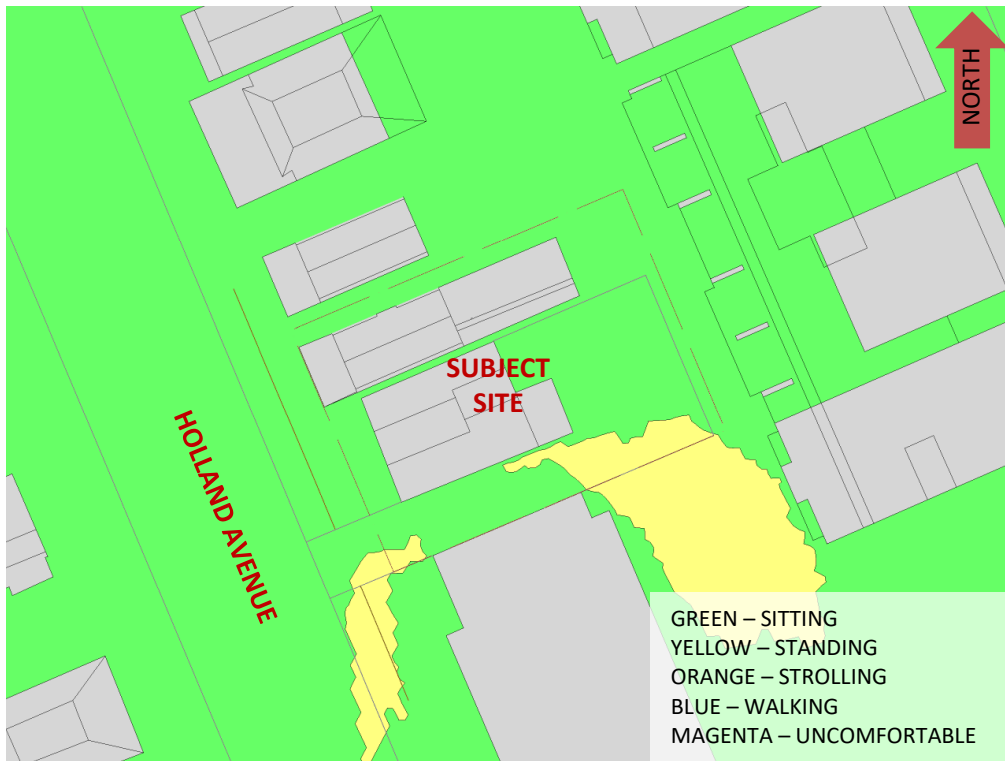 NORTH
SUBJECT
SITE
HOLLAND AVENUE
GREEN – SITTING
YELLOW – STANDING
ORANGE – STROLLING
BLUE – WALKING
MAGENTA – UNCOMFORTABLE